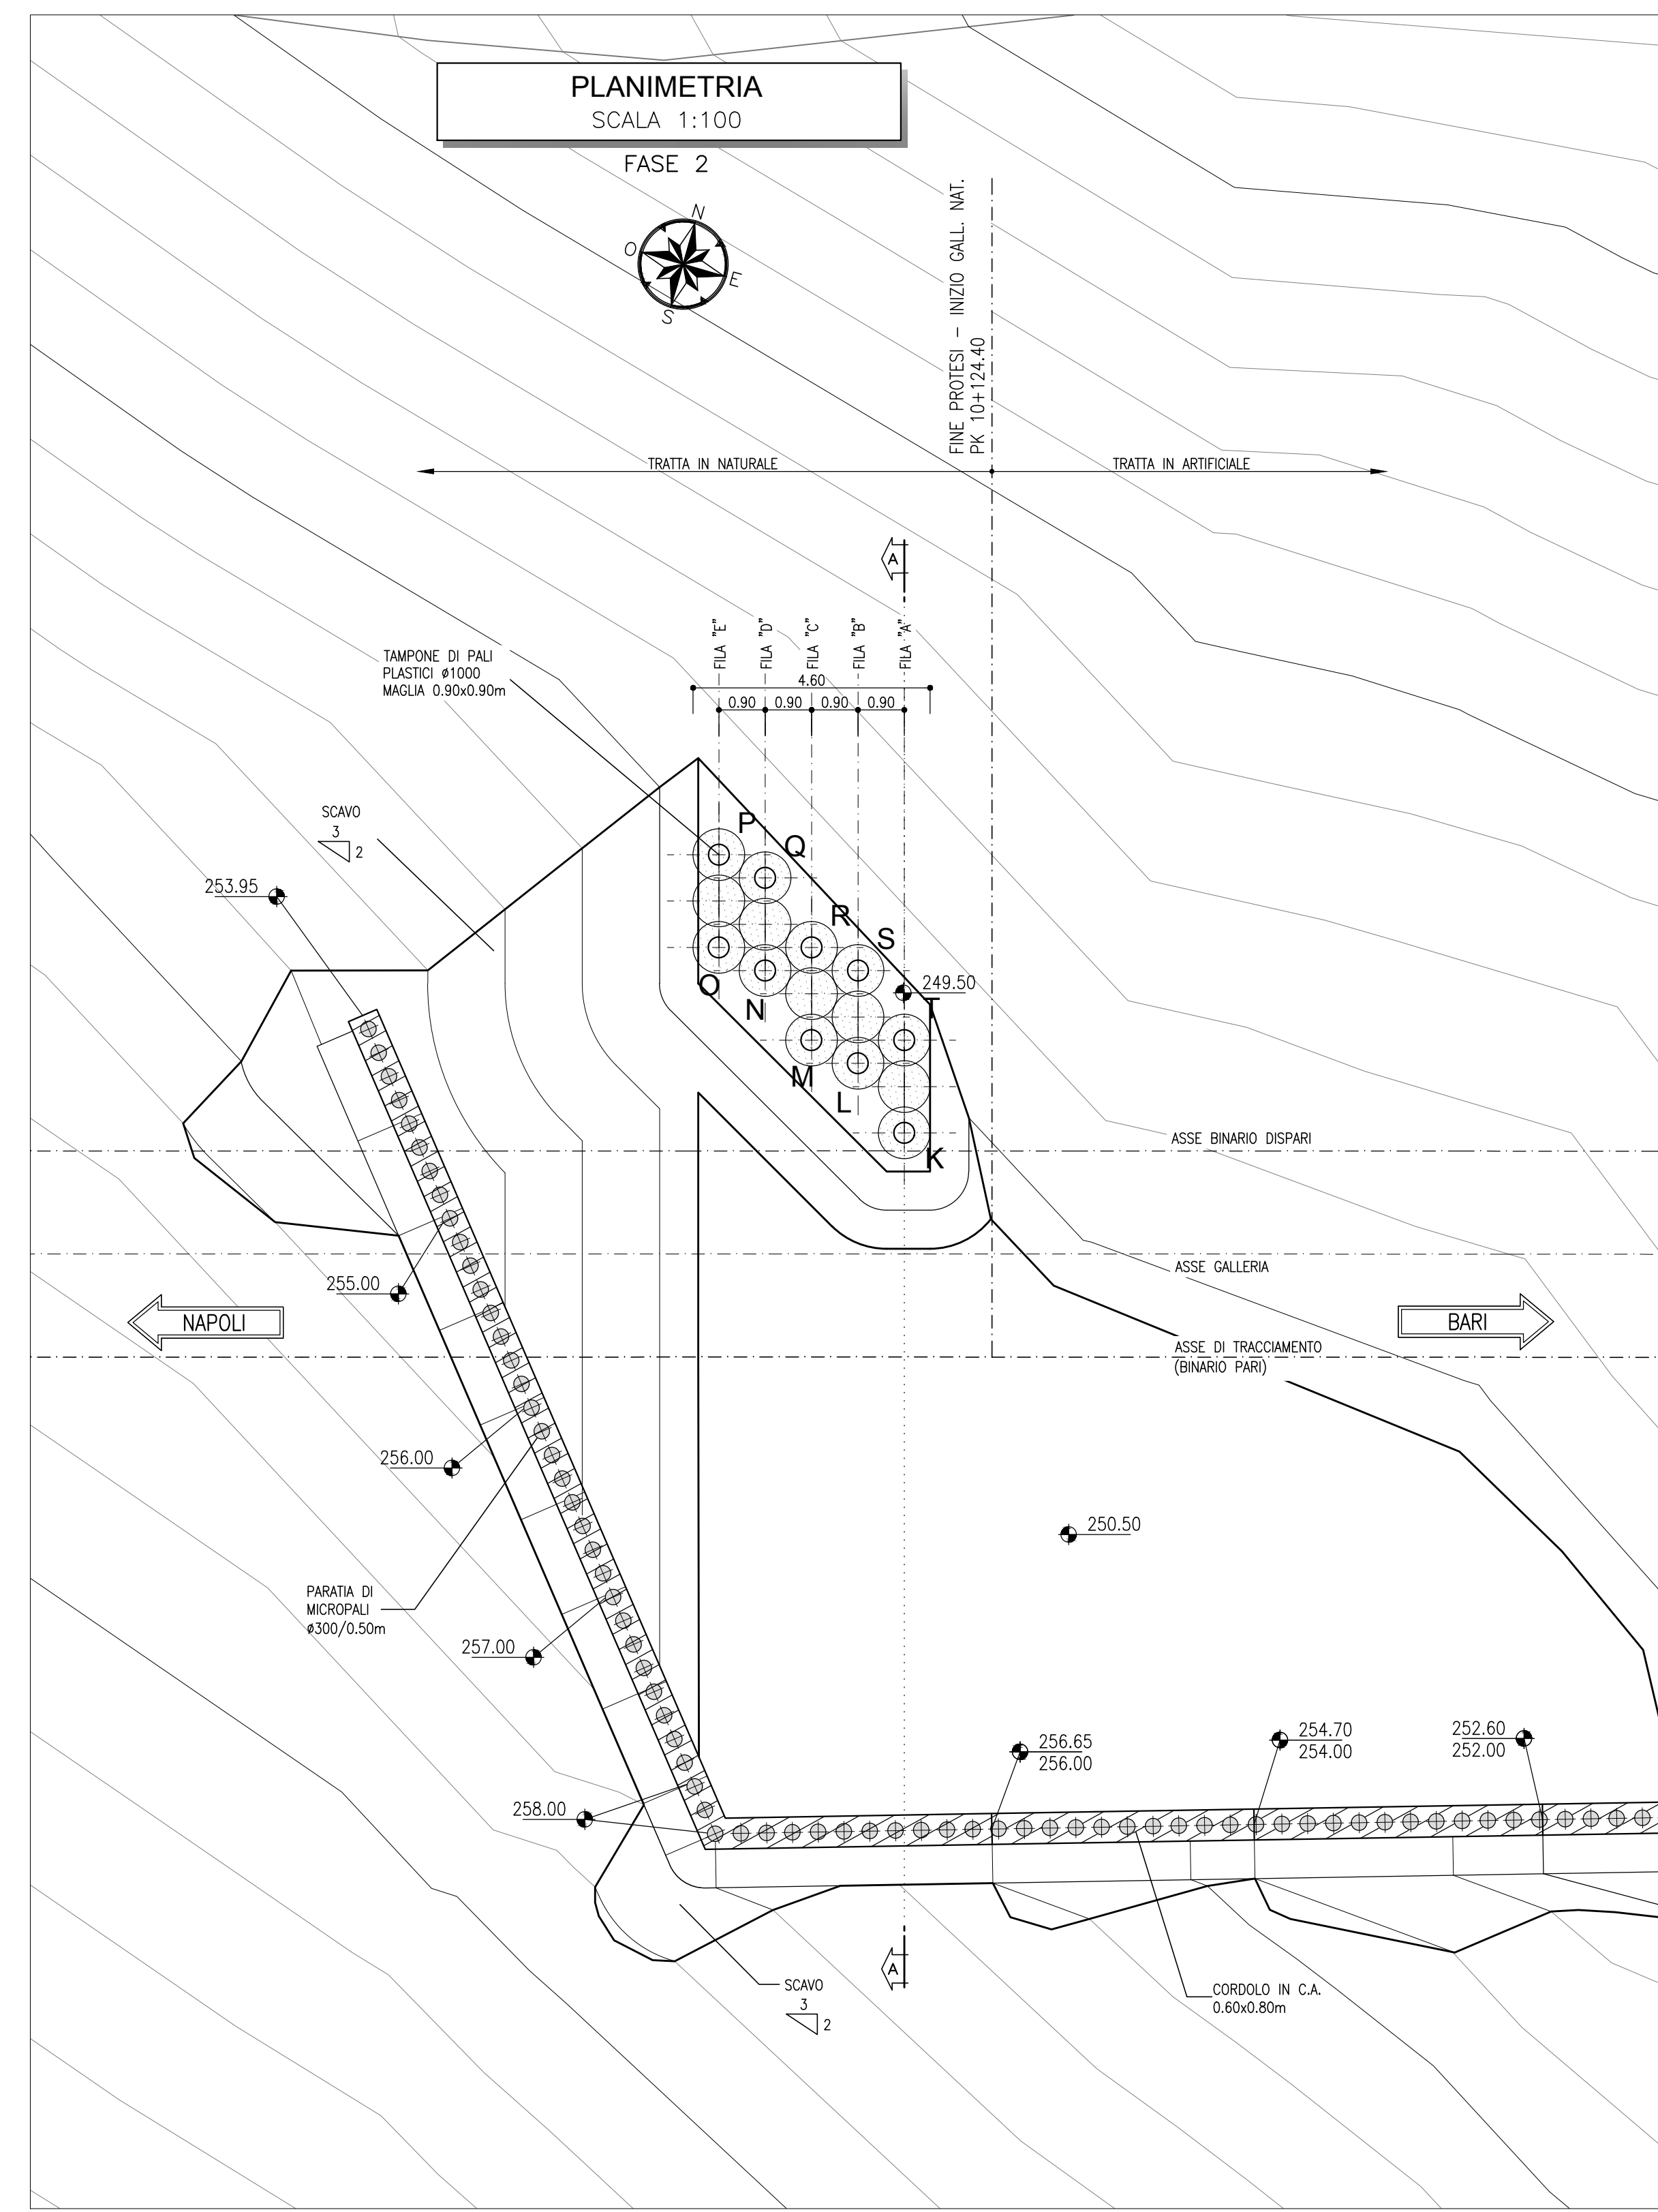 PLANIMETRIA
SCALA 1:100
FASE 2
N
O
E
S
FINE PROTESI - INIZIO GALL. NAT.
PK 10+124.40
TRATTA IN NATURALE
TRATTA IN ARTIFICIALE
A
FILA "E"
FILA "D"
FILA "C"
FILA "B"
FILA "A"
TAMPONE DI PALI
PLASTICI ø1000
MAGLIA 0.90x0.90m
4.60
0.90
0.90
0.90
0.90
SCAVO
3
2
P
Q
R
S
253.95
249.50
O
N
T
M
L
K
ASSE BINARIO DISPARI
ASSE GALLERIA
255.00
NAPOLI
BARI
ASSE DI TRACCIAMENTO
(BINARIO PARI)
256.00
250.50
PARATIA DI
MICROPALI
ø300/0.50m
257.00
256.65
256.00
254.70
254.00
252.60
252.00
258.00
A
SCAVO
3
2
CORDOLO IN C.A.
0.60x0.80m